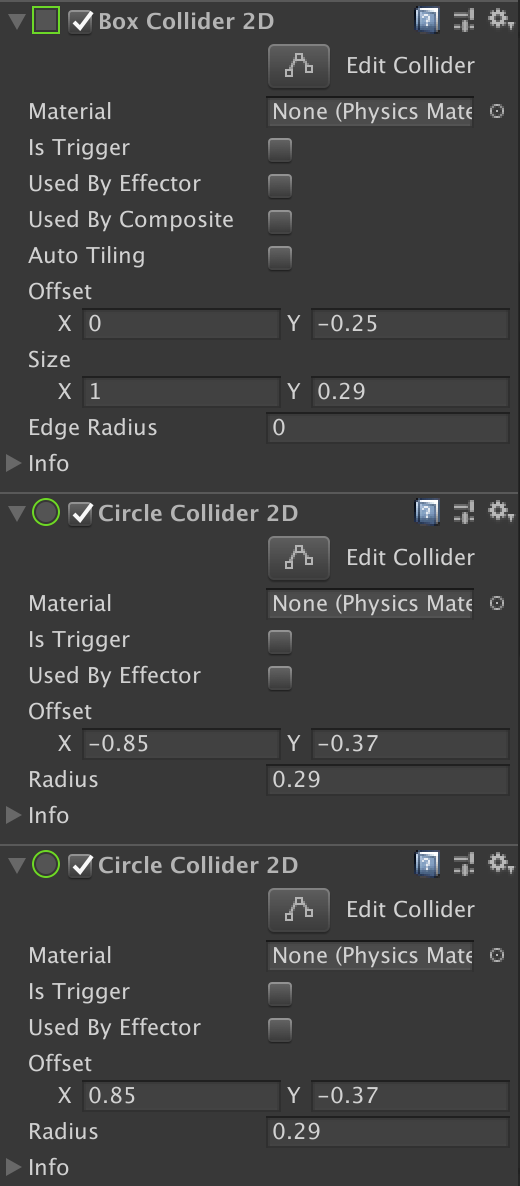 Box Collider 2D
Edit Collider
Material None (Physics Mate
Is Trigger
Used By Effector
Used By Composite
Auto Tiling
Offset
X 0 Y -0.25
Size
X 1 Y 0.29
Edge Radius 0
Info
Circle Collider 2D
Edit Collider
Material None (Physics Mate
Is Trigger
Used By Effector
Offset
X -0.85 Y -0.37
Radius 0.29
Info
Circle Collider 2D
Edit Collider
Material None (Physics Mate
Is Trigger
Used By Effector
Offset
X 0.85 Y -0.37
Radius 0.29
Info